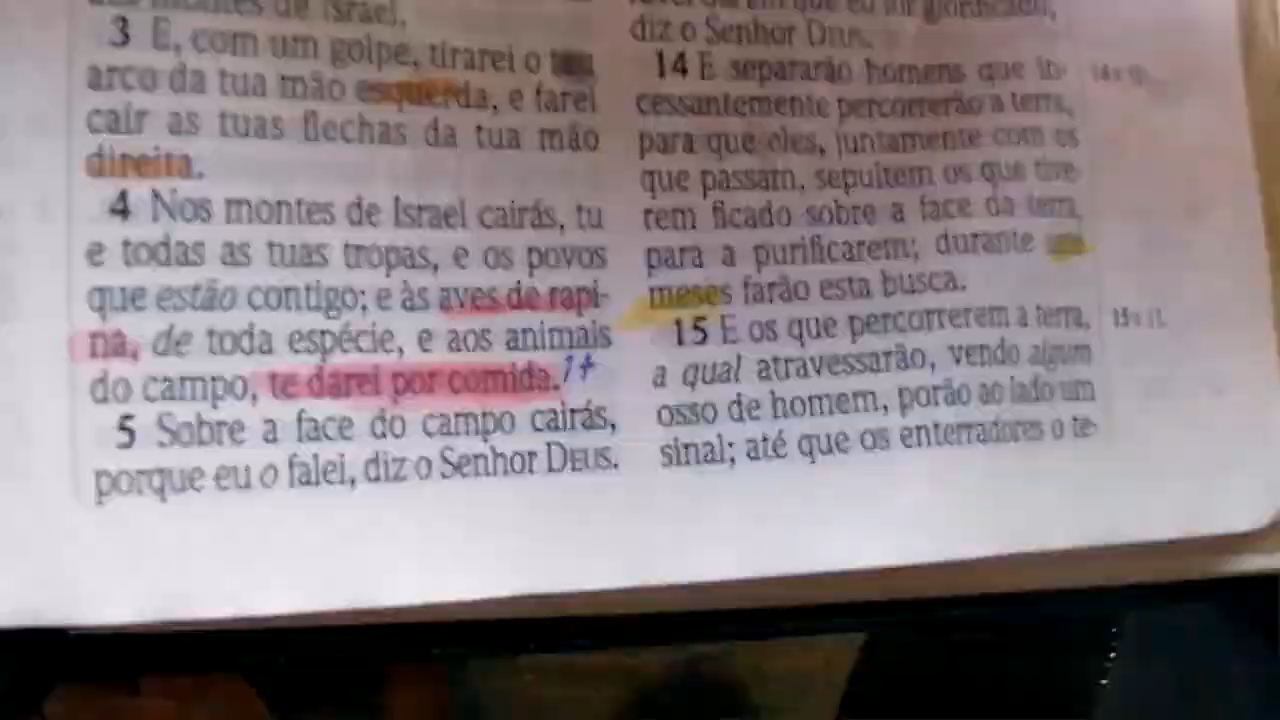 montes de Israel.
3 E, com um golpe, tirarei o teu
arco da tua mão esquerda, e farei
cair as tuas flechas da tua mão
direita.
4 Nos montes de Israel cairás, tu
e todas as tuas tropas, e os povos
que estão contigo; e às aves de rapi-
na, de toda espécie, e aos animais
do campo, te darei por comida.
5 Sobre a face do campo cairás,
porque eu o falei, diz o Senhor DEUS.
diz o Senhor DEUS.
14 E separarão homens que in-
cessantemente percorrerão a terra,
para que eles, juntamente com os
que passam, sepultem os que tive-
rem ficado sobre a face da terra,
para a purificarem; durante
meses farão esta busca.
15 E os que percorrerem a terra,
a qual atravessarão, vendo algum
osso de homem, porão ao lado um
sinal; até que os enterradores o te-